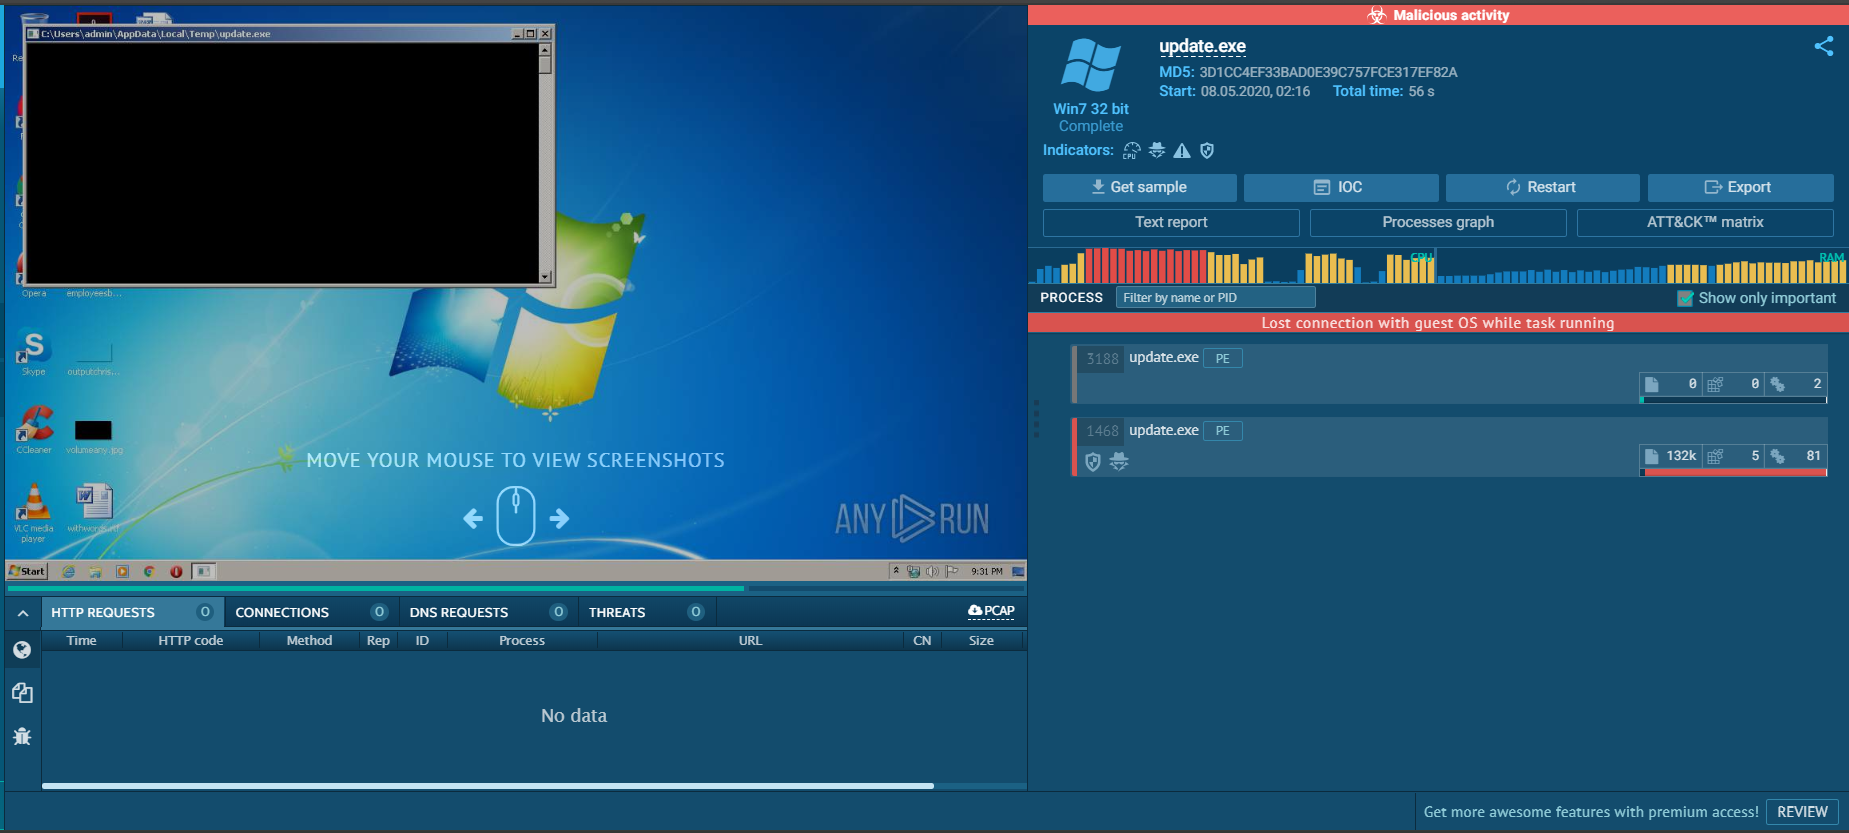 C:\Users\admin\AppData\Local\Temp\update.exe
Opera
employeesb...
Skype
outputchris...
CCleaner
volumeany.jpg
VLC media player
withwords.rtf
MOVE YOUR MOUSE TO VIEW SCREENSHOTS
ANY RUN
Start
9:31 PM
HTTP REQUESTS 0 CONNECTIONS 0 DNS REQUESTS 0 THREATS 0 PCAP
Time HTTP code Method Rep ID Process URL CN Size
No data
Malicious activity
update.exe
MD5: 3D1CC4EF33BAD0E39C757FCE317EF82A
Start: 08.05.2020, 02:16 Total time: 56 s
Win7 32 bit
Complete
Indicators: CPU
Get sample IOC Restart Export
Text report Processes graph ATT&CK™ matrix
CPU RAM
PROCESS Filter by name or PID Show only important
Lost connection with guest OS while task running
3188 update.exe PE
0 0 2
1468 update.exe PE
132k 5 81
Get more awesome features with premium access! REVIEW